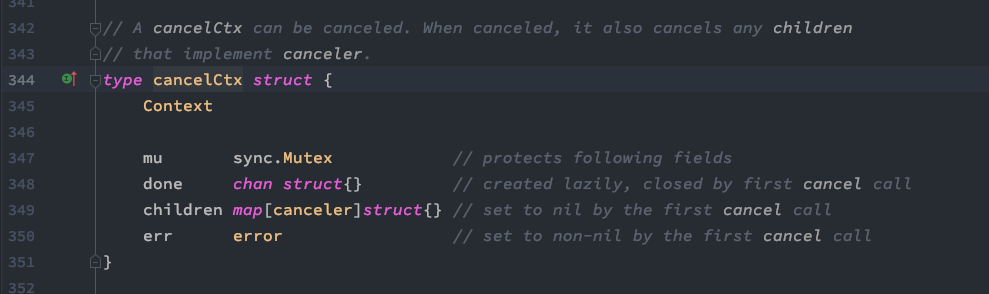 341
342 // A cancelCtx can be canceled. When canceled, it also cancels any children
343 // that implement canceler.
344 type cancelCtx struct {
345 Context
346
347 mu sync.Mutex // protects following fields
348 done chan struct{} // created lazily, closed by first cancel call
349 children map[canceler]struct{} // set to nil by the first cancel call
350 err error // set to non-nil by the first cancel call
351 }
352